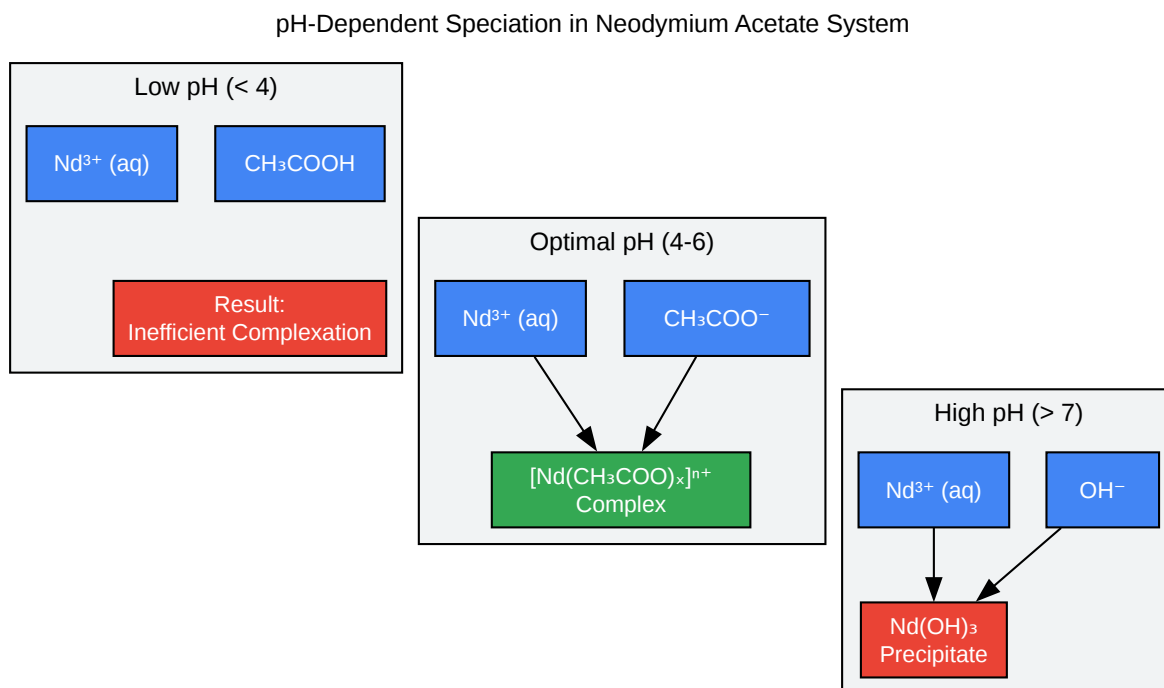 pH-Dependent Speciation in Neodymium Acetate System
Low pH (< 4)
Nd³⁺ (aq)
CH₃COOH
Result:
Inefficient Complexation
Optimal pH (4-6)
Nd³⁺ (aq)
CH₃COO⁻
[Nd(CH₃COO)ₓ]ⁿ⁺
Complex
High pH (> 7)
Nd³⁺ (aq)
OH⁻
Nd(OH)₃
Precipitate